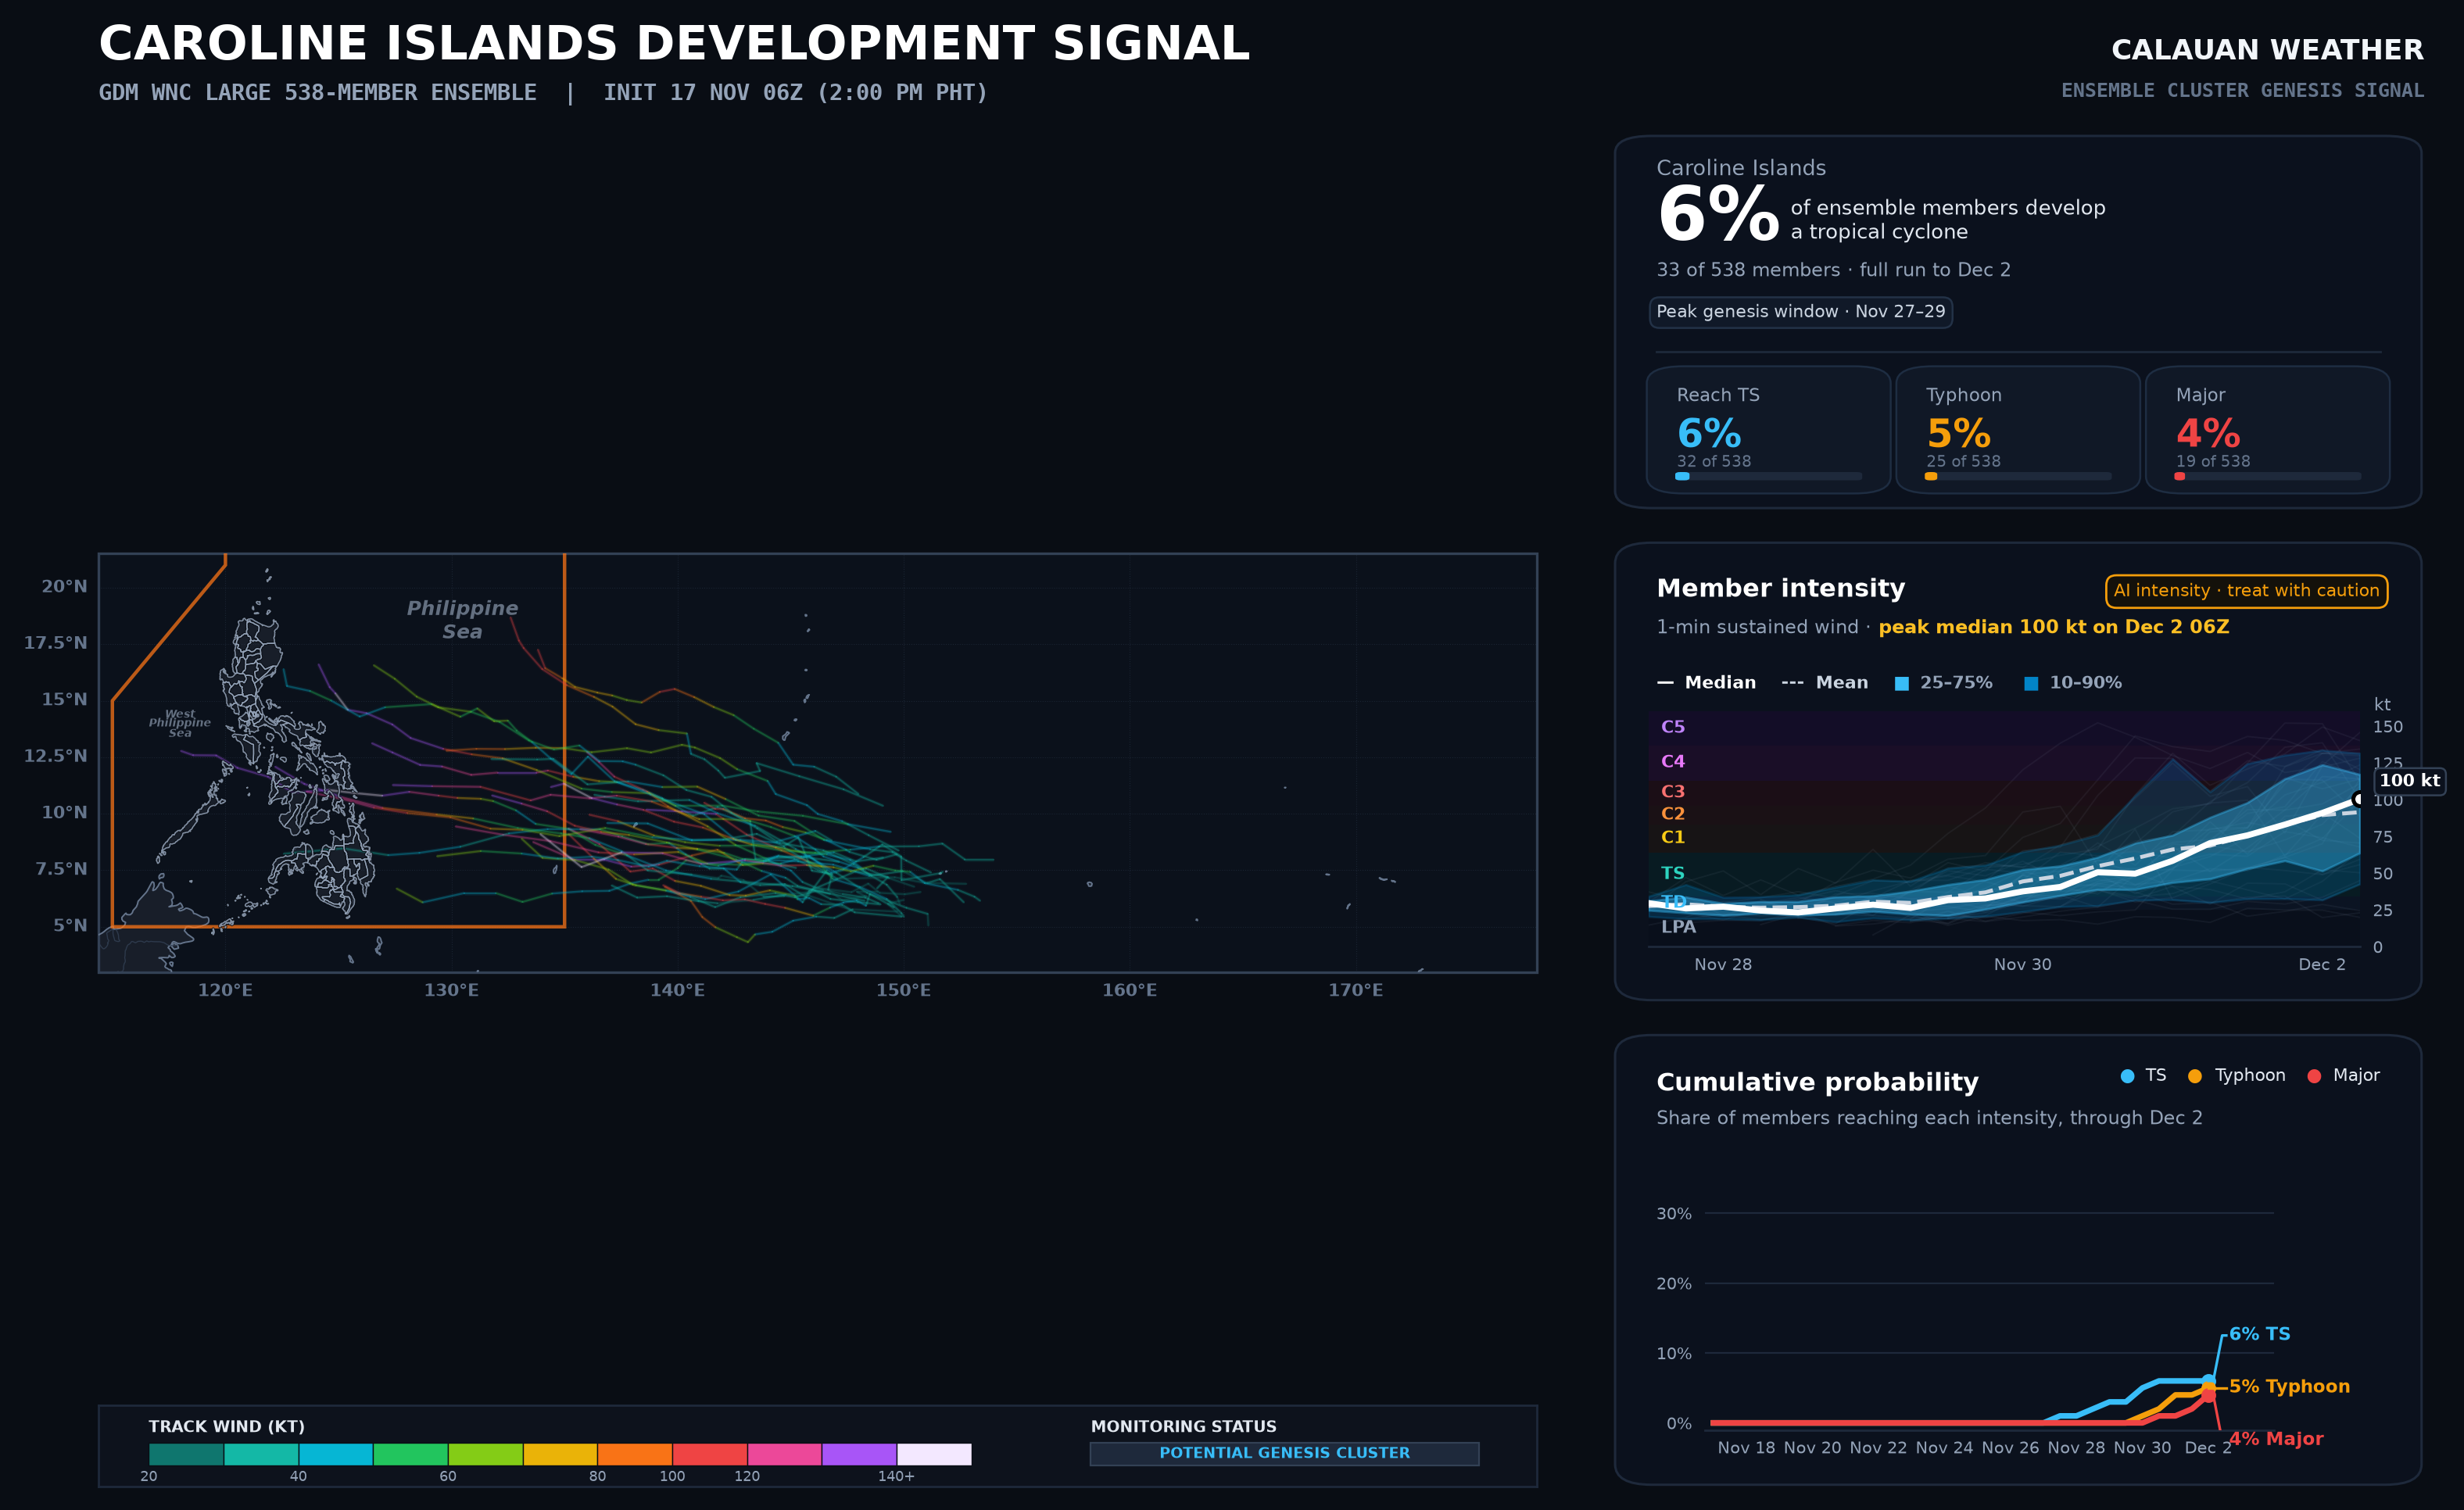 CAROLINE ISLANDS DEVELOPMENT SIGNAL
GDM WNC LARGE 538-MEMBER ENSEMBLE | INIT 17 NOV 06Z (2:00 PM PHT)
CALAUAN WEATHER
ENSEMBLE CLUSTER GENESIS SIGNAL
Caroline Islands
6% of ensemble members develop
a tropical cyclone
33 of 538 members · full run to Dec 2
Peak genesis window · Nov 27–29
Reach TS
6%
32 of 538
Typhoon
5%
25 of 538
Major
4%
19 of 538
20°N
17.5°N
15°N
12.5°N
10°N
7.5°N
5°N
Philippine
Sea
West
Philippine
Sea
120°E 130°E 140°E 150°E 160°E 170°E
Member intensity
AI intensity · treat with caution
1-min sustained wind · peak median 100 kt on Dec 2 06Z
Median Mean 25–75% 10–90%
kt
C5
C4
C3
C2
C1
TS
TD
LPA
150
125
100 kt
100
75
50
25
0
Nov 28 Nov 30 Dec 2
Cumulative probability
TS Typhoon Major
Share of members reaching each intensity, through Dec 2
30%
20%
10%
0%
6% TS
5% Typhoon
4% Major
Nov 18 Nov 20 Nov 22 Nov 24 Nov 26 Nov 28 Nov 30 Dec 2
TRACK WIND (KT)
20 40 60 80 100 120 140+
MONITORING STATUS
POTENTIAL GENESIS CLUSTER